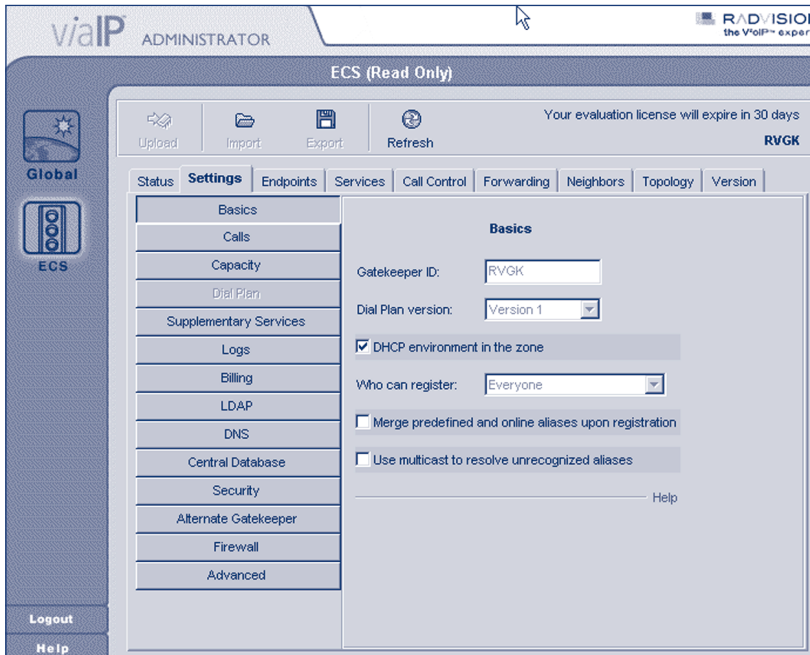 viaIP ADMINISTRATOR
RADVISION
the V²oIP™ exper
ECS (Read Only)
Upload
Import
Export
Refresh
Your evaluation license will expire in 30 days
RVGK
Global
ECS
Status
Settings
Endpoints
Services
Call Control
Forwarding
Neighbors
Topology
Version
Basics
Calls
Capacity
Dial Plan
Supplementary Services
Logs
Billing
LDAP
DNS
Central Database
Security
Alternate Gatekeeper
Firewall
Advanced
Basics
Gatekeeper ID: RVGK
Dial Plan version: Version 1
DHCP environment in the zone
Who can register: Everyone
Merge predefined and online aliases upon registration
Use multicast to resolve unrecognized aliases
Help
Logout
Help